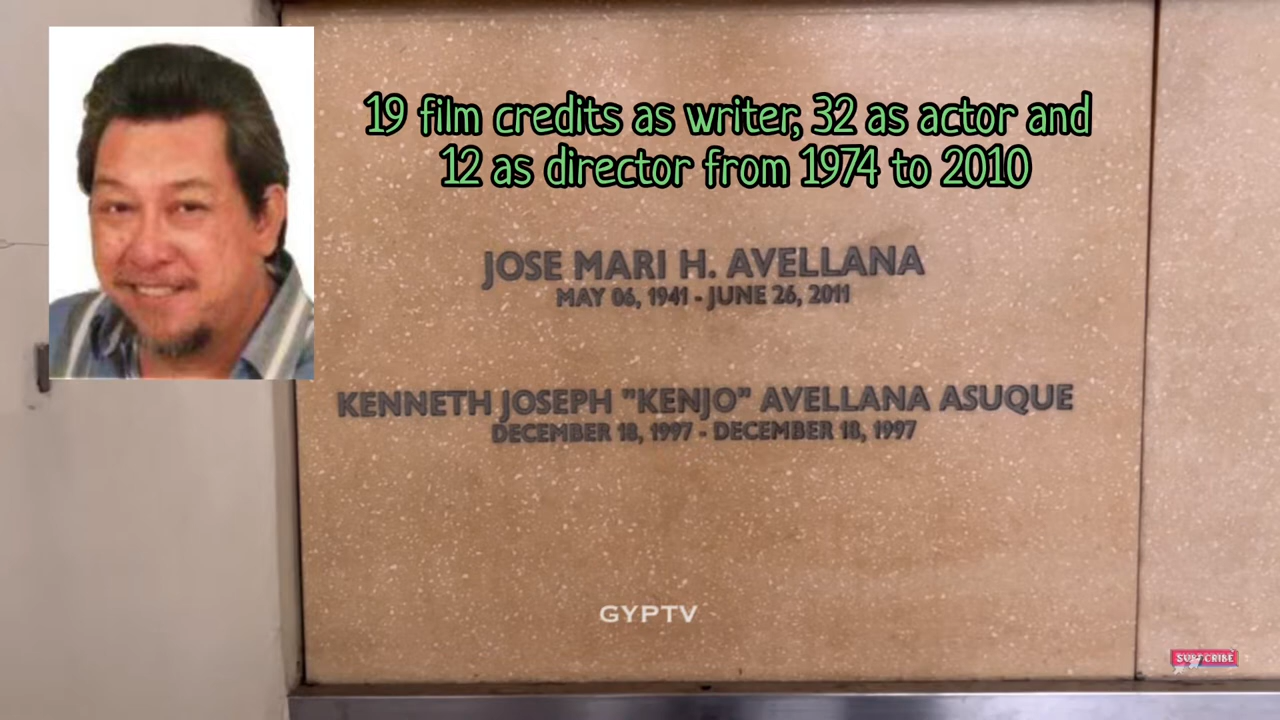 19 film credits as writer, 32 as actor and
12 as director from 1974 to 2010
JOSE MARI H. AVELLANA
MAY 06, 1941 - JUNE 26, 2011
KENNETH JOSEPH "KENJO" AVELLANA ASUQUE
DECEMBER 18, 1997 - DECEMBER 18, 1997
GYPTV
SUBSCRIBE